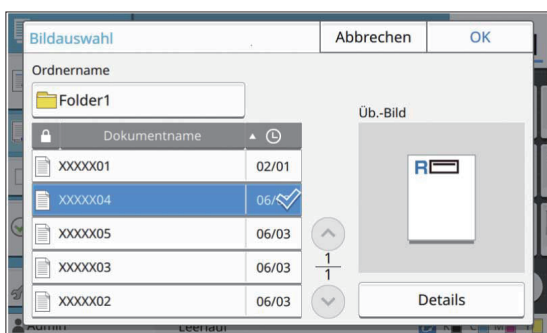 Bildauswahl
Abbrechen
OK
Ordnername
Folder1
Üb.-Bild
Dokumentname
XXXXX01 02/01
XXXXX04 06/
XXXXX05 06/03
XXXXX03 06/03
XXXXX02 06/03
1
1
R
Details
Admin Leerlauf